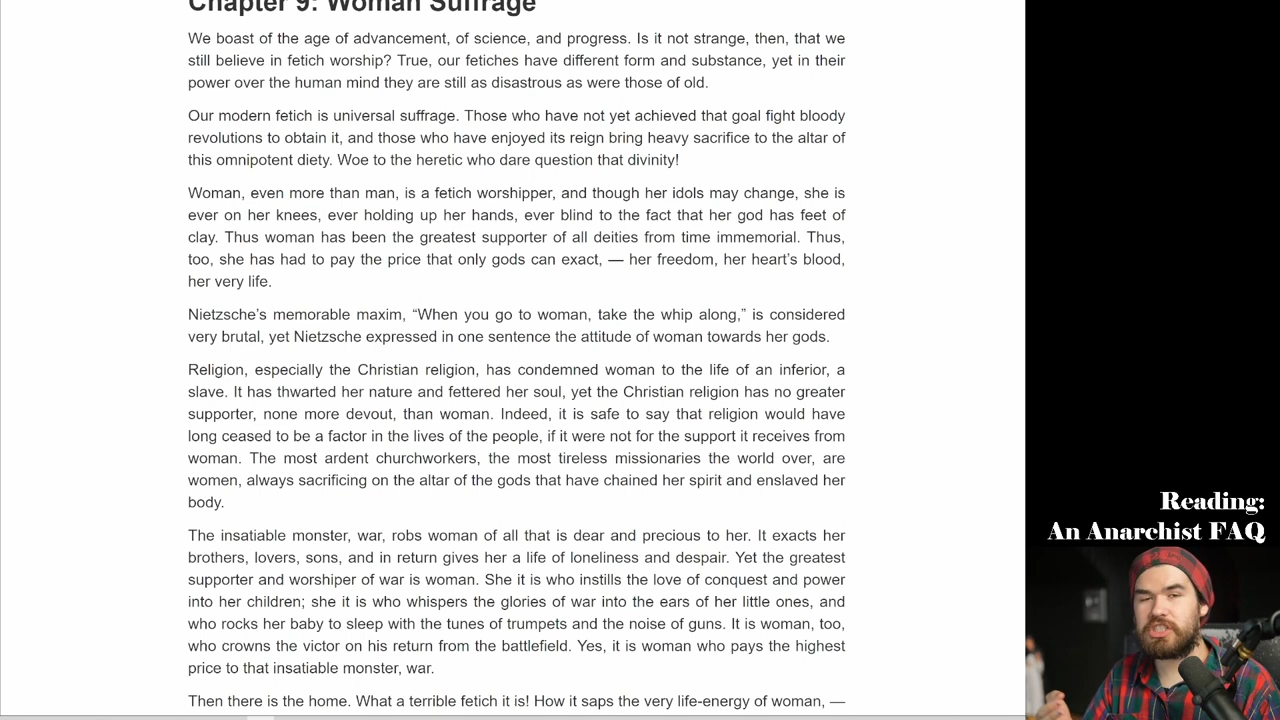 Chapter 9: Woman Suffrage
We boast of the age of advancement, of science, and progress. Is it not strange, then, that we
still believe in fetich worship? True, our fetiches have different form and substance, yet in their
power over the human mind they are still as disastrous as were those of old.
Our modern fetich is universal suffrage. Those who have not yet achieved that goal fight bloody
revolutions to obtain it, and those who have enjoyed its reign bring heavy sacrifice to the altar of
this omnipotent diety. Woe to the heretic who dare question that divinity!
Woman, even more than man, is a fetich worshipper, and though her idols may change, she is
ever on her knees, ever holding up her hands, ever blind to the fact that her god has feet of
clay. Thus woman has been the greatest supporter of all deities from time immemorial. Thus,
too, she has had to pay the price that only gods can exact, — her freedom, her heart’s blood,
her very life.
Nietzsche’s memorable maxim, “When you go to woman, take the whip along,” is considered
very brutal, yet Nietzsche expressed in one sentence the attitude of woman towards her gods.
Religion, especially the Christian religion, has condemned woman to the life of an inferior, a
slave. It has thwarted her nature and fettered her soul, yet the Christian religion has no greater
supporter, none more devout, than woman. Indeed, it is safe to say that religion would have
long ceased to be a factor in the lives of the people, if it were not for the support it receives from
woman. The most ardent churchworkers, the most tireless missionaries the world over, are
women, always sacrificing on the altar of the gods that have chained her spirit and enslaved her
body.
The insatiable monster, war, robs woman of all that is dear and precious to her. It exacts her
brothers, lovers, sons, and in return gives her a life of loneliness and despair. Yet the greatest
supporter and worshiper of war is woman. She it is who instills the love of conquest and power
into her children; she it is who whispers the glories of war into the ears of her little ones, and
who rocks her baby to sleep with the tunes of trumpets and the noise of guns. It is woman, too,
who crowns the victor on his return from the battlefield. Yes, it is woman who pays the highest
price to that insatiable monster, war.
Then there is the home. What a terrible fetich it is! How it saps the very life-energy of woman, —
Reading:
An Anarchist FAQ